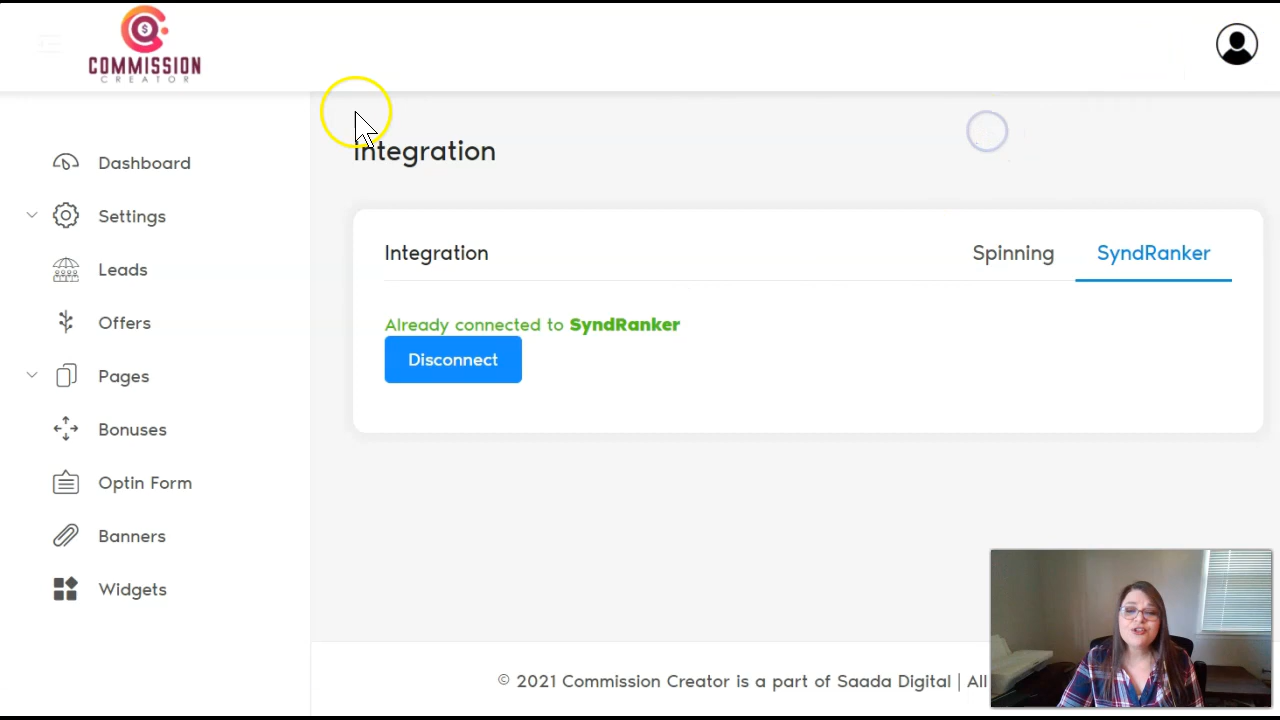 COMMISSION
CREATOR
Dashboard
Settings
Leads
Offers
Pages
Bonuses
Optin Form
Banners
Widgets
Integration
Integration
Spinning
SyndRanker
Already connected to SyndRanker
Disconnect
© 2021 Commission Creator is a part of Saada Digital | All